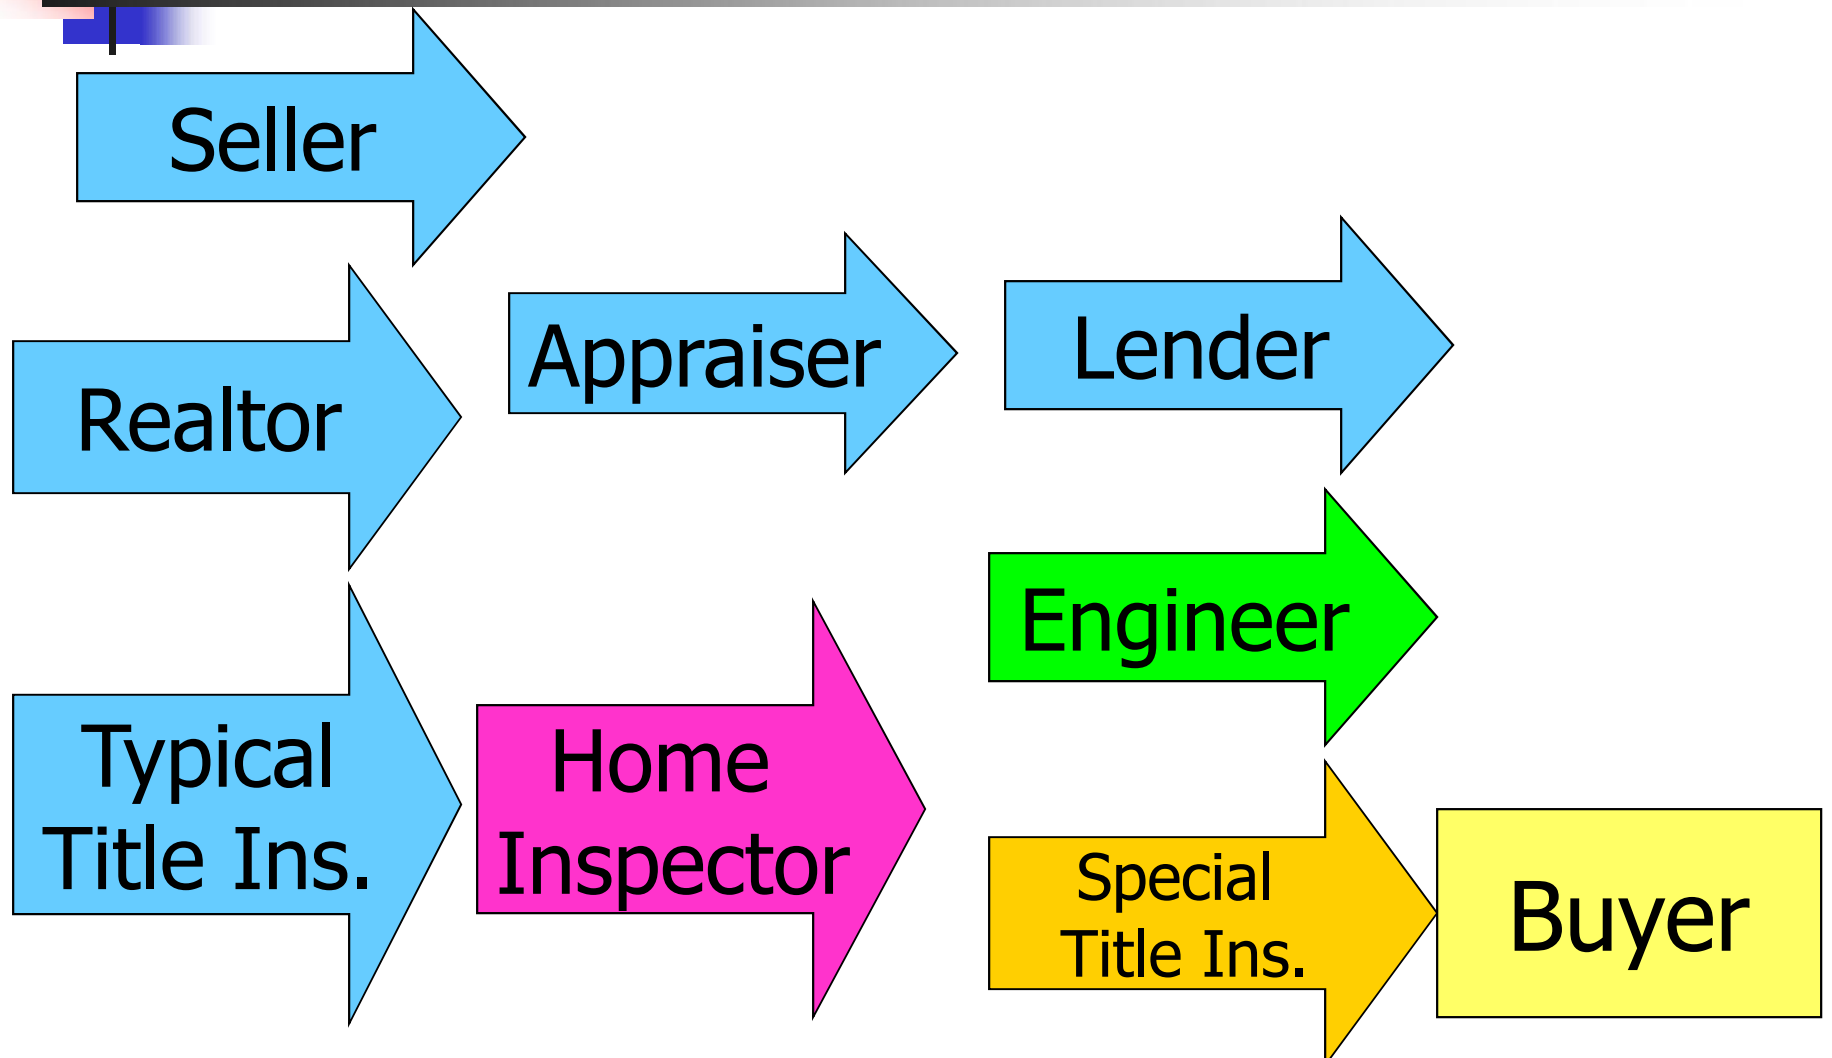 Seller
Realtor
Appraiser
Lender
Engineer
Typical
Title Ins.
Home
Inspector
Special
Title Ins.
Buyer